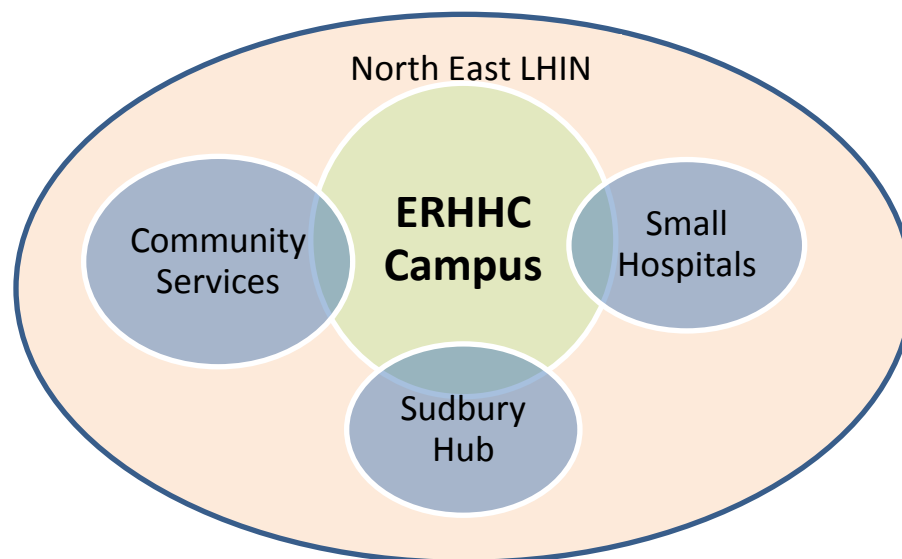 North East LHIN
ERHHC
Campus
Community
Services
Small
Hospitals
Sudbury
Hub